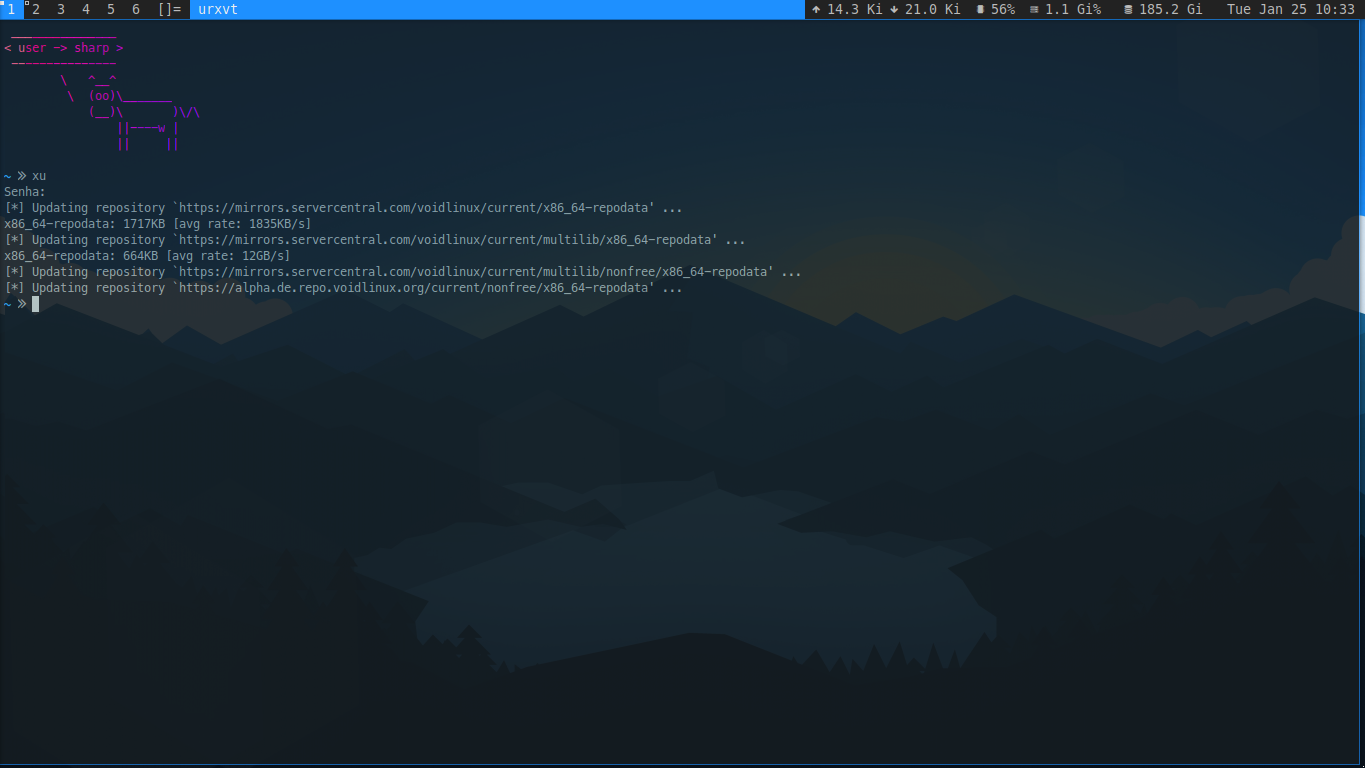 1 2 3 4 5 6 []= urxvt 14.3 Ki 21.0 Ki 56% 1.1 Gi% 185.2 Gi Tue Jan 25 10:33
_______________
< user -> sharp >
---------------
\ ^__^
\ (oo)\_______
(__)\ )\/\
||----w |
|| ||
~ » xu
Senha:
[*] Updating repository `https://mirrors.servercentral.com/voidlinux/current/x86_64-repodata' ...
x86_64-repodata: 1717KB [avg rate: 1835KB/s]
[*] Updating repository `https://mirrors.servercentral.com/voidlinux/current/multilib/x86_64-repodata' ...
x86_64-repodata: 664KB [avg rate: 12GB/s]
[*] Updating repository `https://mirrors.servercentral.com/voidlinux/current/multilib/nonfree/x86_64-repodata' ...
[*] Updating repository `https://alpha.de.repo.voidlinux.org/current/nonfree/x86_64-repodata' ...
~ »